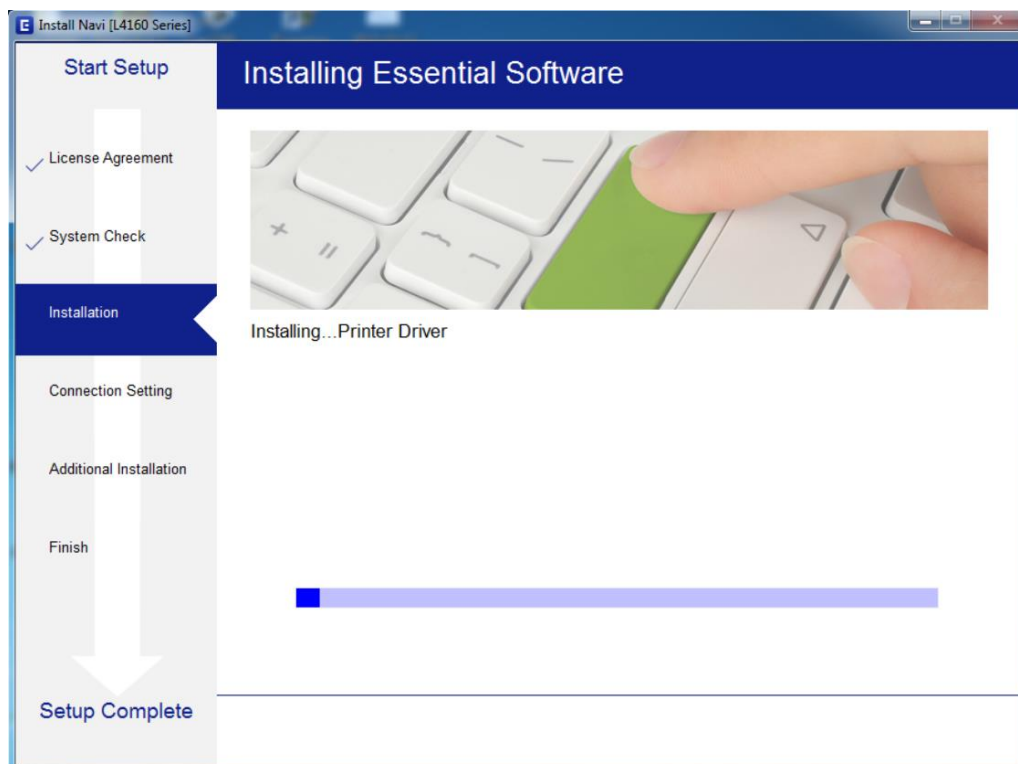 Install Navi [L4160 Series]
Start Setup
Installing Essential Software
License Agreement
System Check
Installation
Installing...Printer Driver
Connection Setting
Additional Installation
Finish
Setup Complete